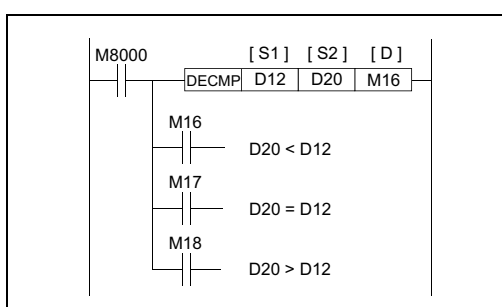 M8000 [ S1 ] [ S2 ] [ D ]
DECMP D12 D20 M16
M16
D20 < D12
M17
D20 = D12
M18
D20 > D12